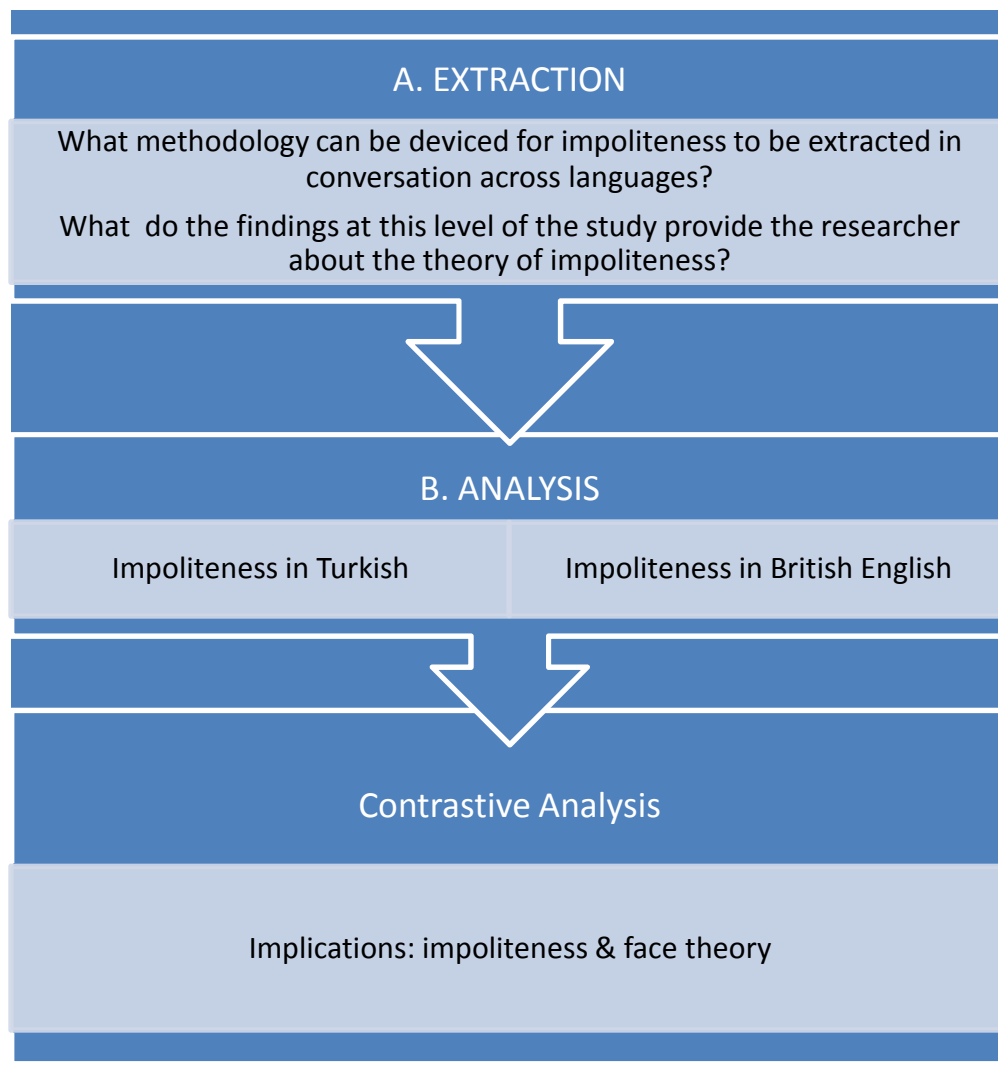 A. EXTRACTION
What methodology can be deviced for impoliteness to be extracted in
conversation across languages?
What do the findings at this level of the study provide the researcher
about the theory of impoliteness?
B. ANALYSIS
Impoliteness in Turkish
Impoliteness in British English
Contrastive Analysis
Implications: impoliteness & face theory